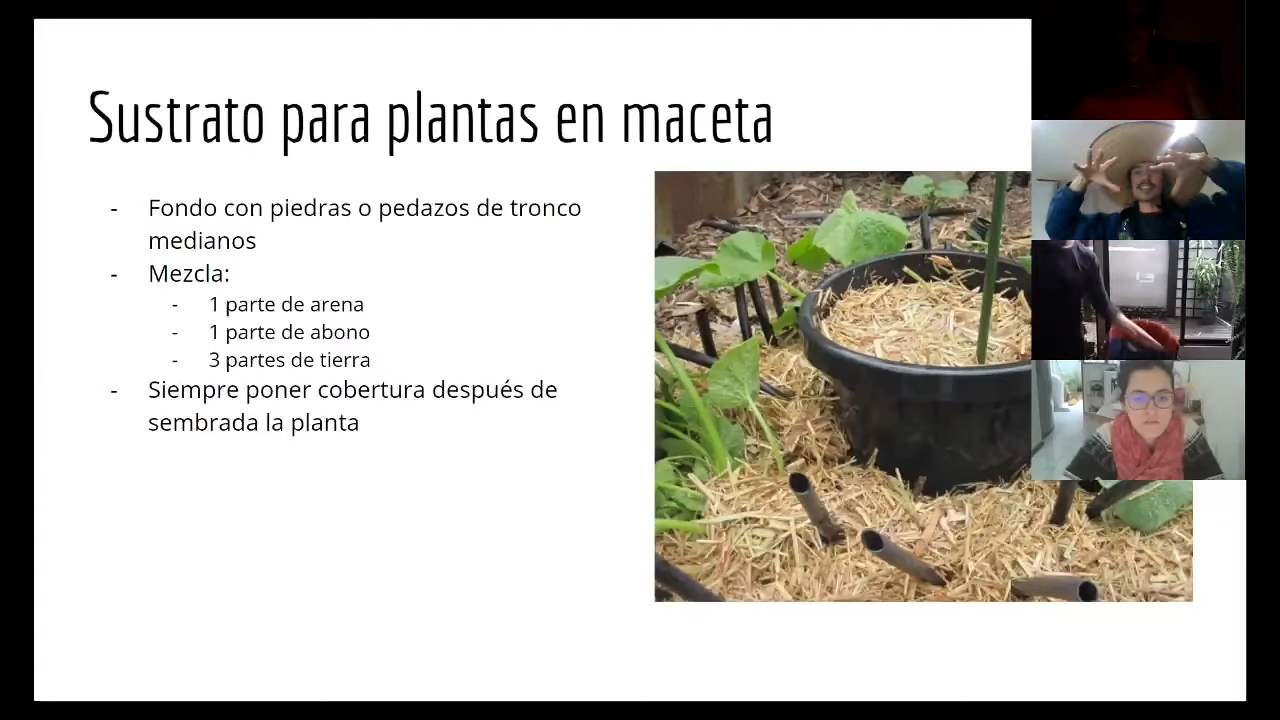 Sustrato para plantas en maceta
- Fondo con piedras o pedazos de tronco
medianos
- Mezcla:
- 1 parte de arena
- 1 parte de abono
- 3 partes de tierra
- Siempre poner cobertura después de
sembrada la planta